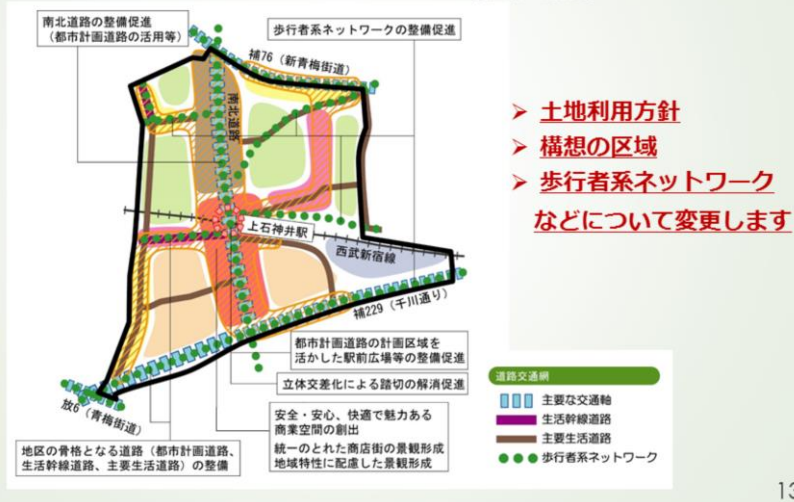 南北道路の整備促進
（都市計画道路の活用等）
歩行者系ネットワークの整備促進
補76（新青梅街道）
南北道路
上石神井駅
西武新宿線
補229（千川通り）
放6（青梅街道）
都市計画道路の計画区域を
活かした駅前広場等の整備促進
立体交差化による踏切の解消促進
安全・安心、快適で魅力ある
商業空間の創出
統一のとれた商店街の景観形成
地域特性に配慮した景観形成
地区の骨格となる道路（都市計画道路、
生活幹線道路、主要生活道路）の整備
➢ 土地利用方針
➢ 構想の区域
➢ 歩行者系ネットワーク
などについて変更します
道路交通網
主要な交通軸
生活幹線道路
主要生活道路
歩行者系ネットワーク